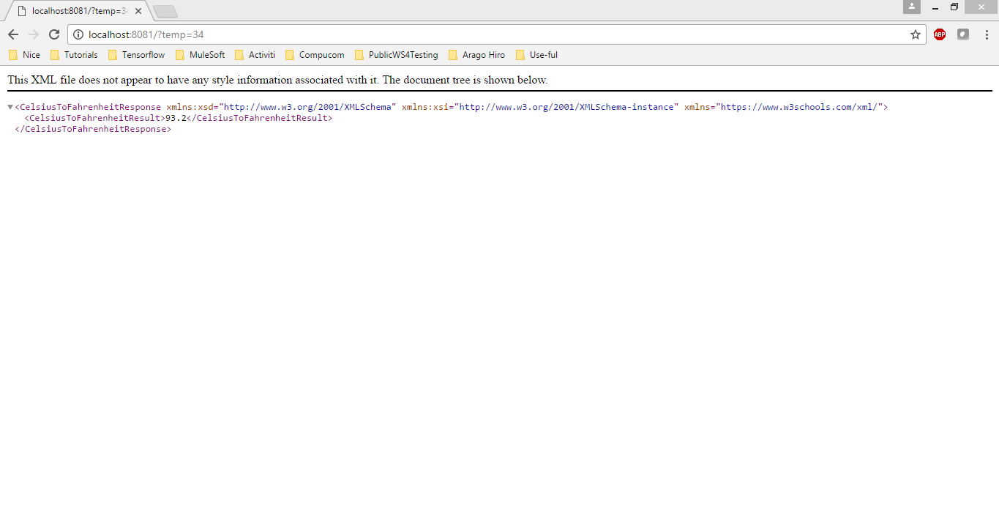 localhost:8081/?temp=34
localhost:8081/?temp=34
ABP
Nice Tutorials Tensorflow MuleSoft Activiti Compucom PublicWS4Testing Arago Hiro Use-ful
This XML file does not appear to have any style information associated with it. The document tree is shown below.
<CelsiusToFahrenheitResponse xmlns:xsd="http://www.w3.org/2001/XMLSchema" xmlns:xsi="http://www.w3.org/2001/XMLSchema-instance" xmlns="https://www.w3schools.com/xml/">
<CelsiusToFahrenheitResult>93.2</CelsiusToFahrenheitResult>
</CelsiusToFahrenheitResponse>